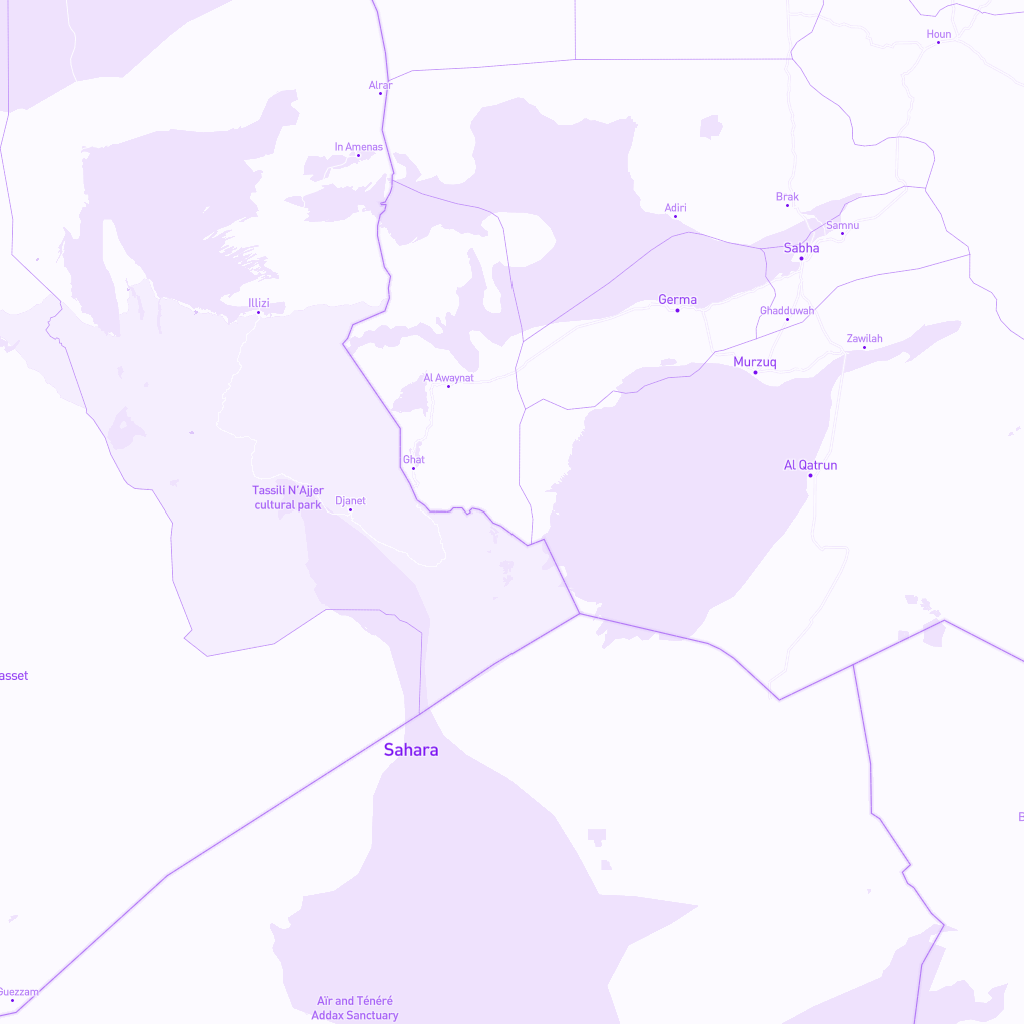 Houn
Alrar
In Amenas
Brak
Adiri
Samnu
Sabha
Illizi
Germa
Ghadduwah
Zawilah
Murzuq
Al Awaynat
Ghat
Al Qatrun
Tassili N'Ajjer
cultural park
Djanet
asset
Sahara
B
Guezzam
Aïr and Ténéré
Addax Sanctuary